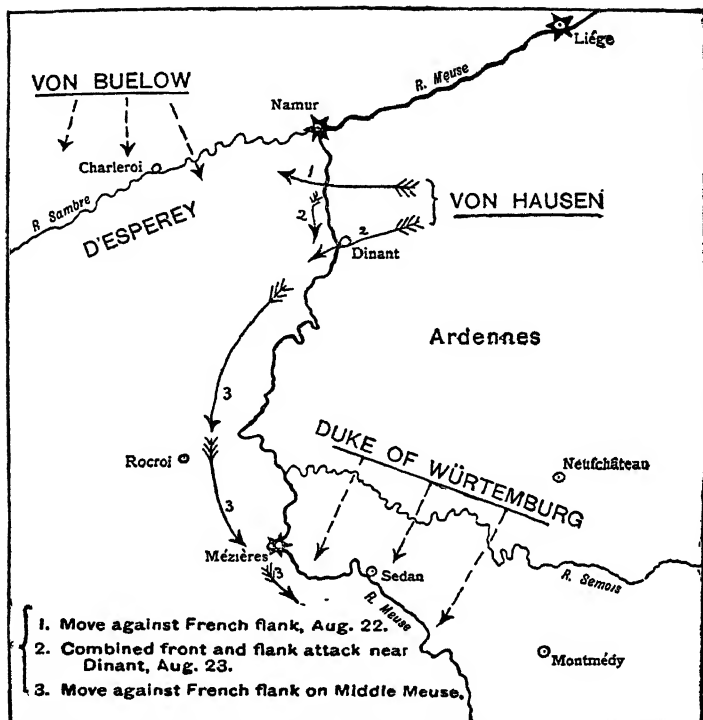 Liége
R. Meuse
VON BUELOW
Namur
Charleroi
1
VON HAUSEN
R. Sambre
2
2
D'ESPEREY
Dinant
Ardennes
3
DUKE OF WÜRTEMBURG
Rocroi
Neufchâteau
3
Mézières
3
Sedan
R. Semois
R. Meuse
1. Move against French flank, Aug. 22.
2. Combined front and flank attack near
Dinant, Aug. 23.
Montmédy
3. Move against French flank on Middle Meuse.